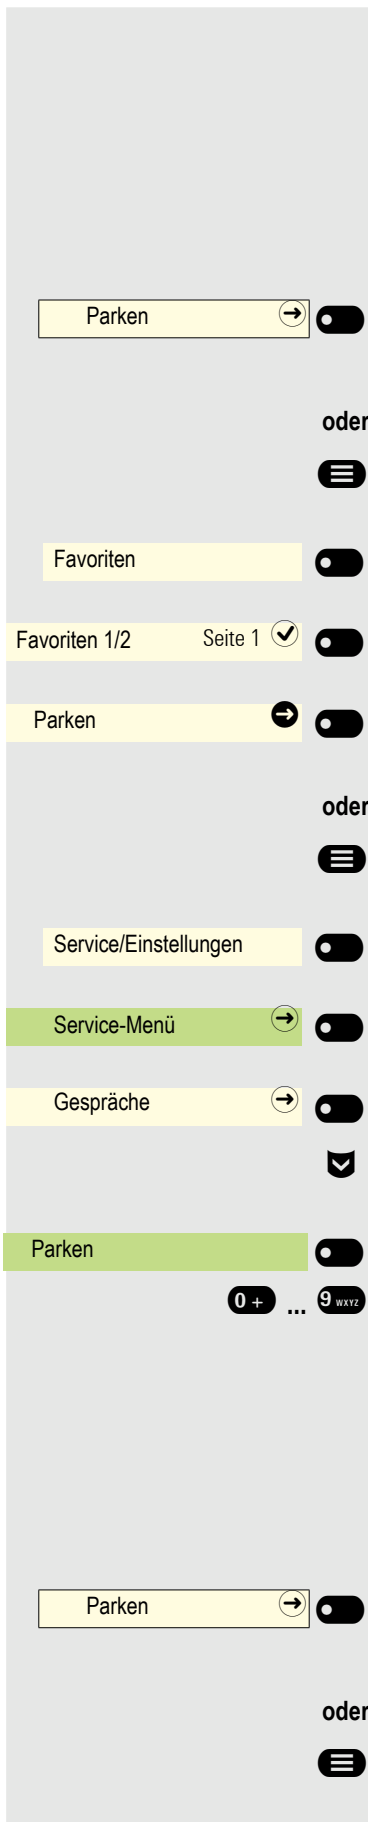 Parken
oder
Favoriten
Favoriten 1/2 Seite 1
Parken
oder
Service/Einstellungen
Service-Menü
Gespräche
Parken
0 + ... 9 WXYZ
Parken
oder